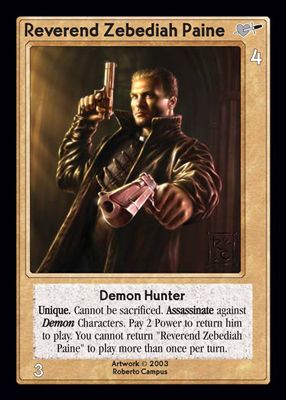 Reverend Zebediah Paine
4
Demon Hunter
Unique. Cannot be sacrificed. Assassinate against
Demon Characters. Pay 2 Power to return him
to play. You cannot return "Reverend Zebediah
Paine" to play more than once per turn.
3
Artwork © 2003
Roberto Campus